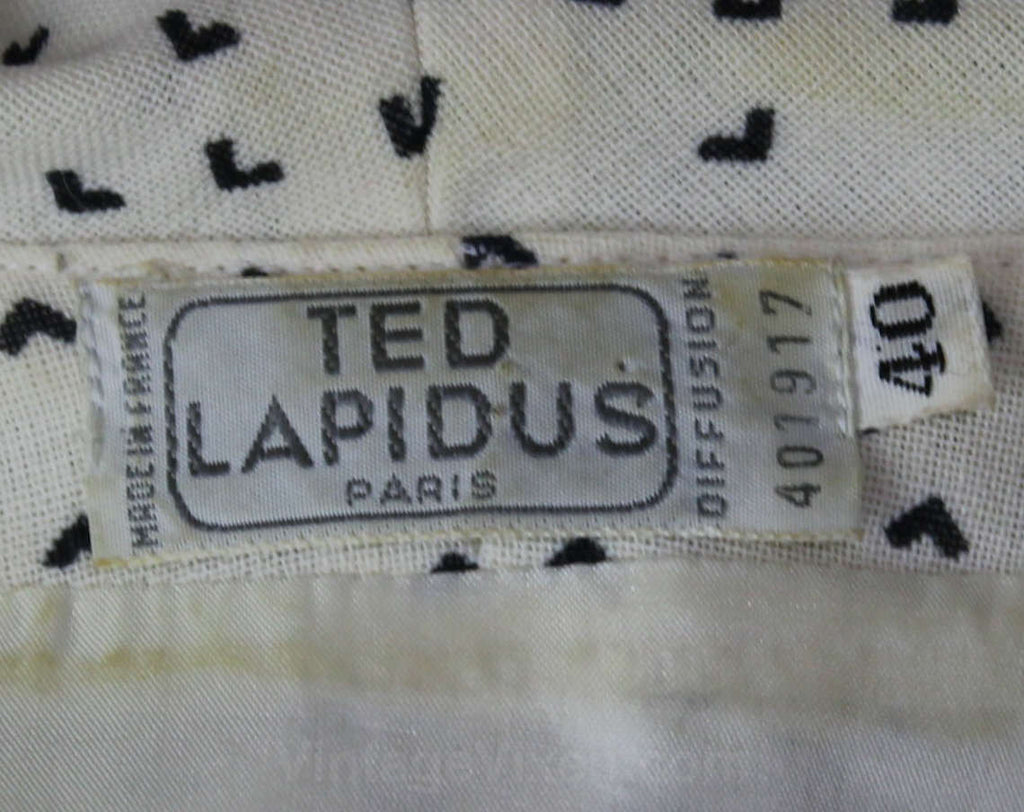 MADE IN FRANCE
TED
LAPIDUS
PARIS
DIFFUSION
401917
40